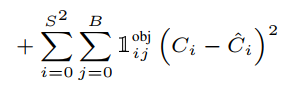 + \sum_{i=0}^{S^2} \sum_{j=0}^{B} \mathbb{1}_{ij}^{\text{obj}} \left( C_i - \hat{C}_i \right)^2